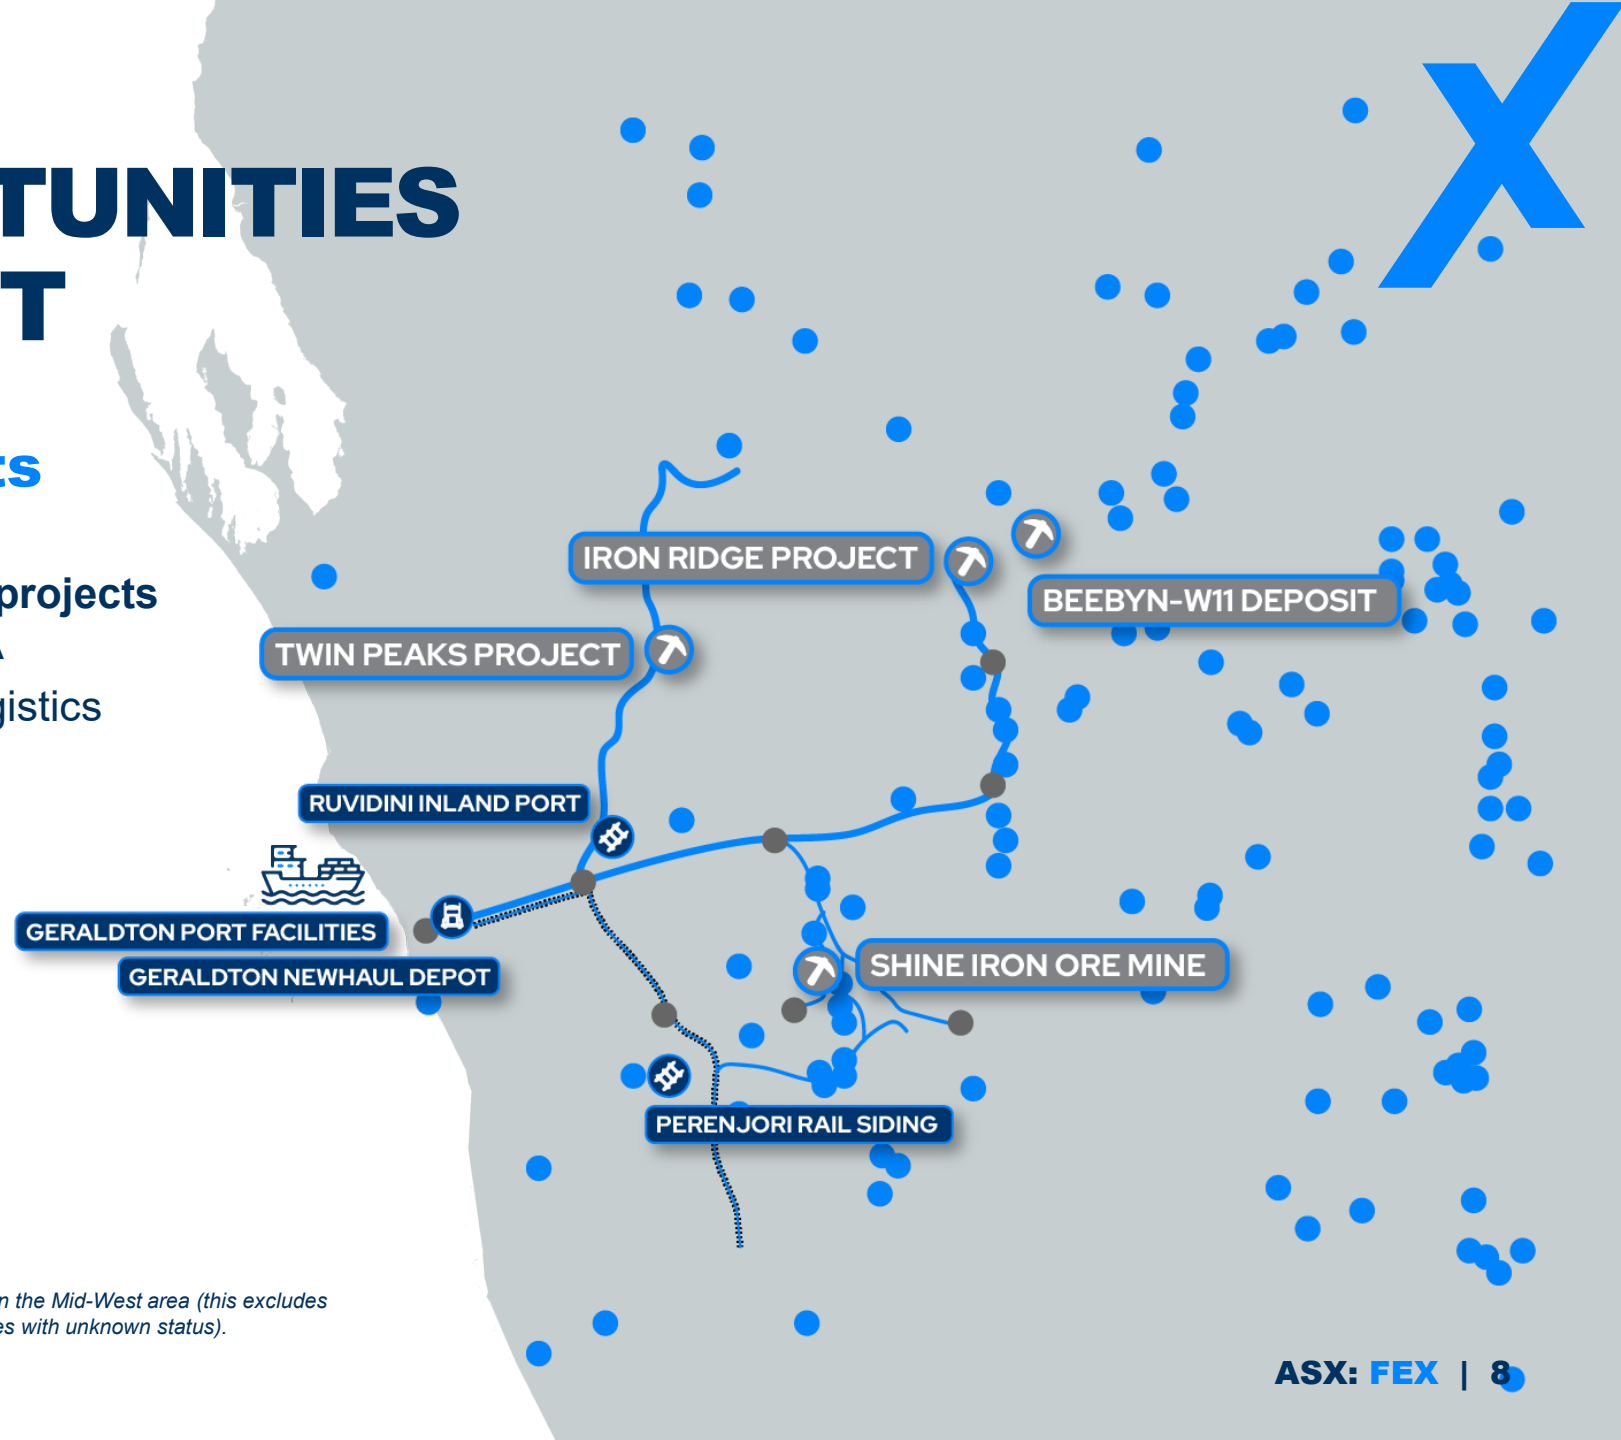 TUNITIES
T
ts
projects
gistics
IRON RIDGE PROJECT
BEEBYN-W11 DEPOSIT
TWIN PEAKS PROJECT
RUVIDINI INLAND PORT
GERALDTON PORT FACILITIES
GERALDTON NEWHAUL DEPOT
SHINE IRON ORE MINE
PERENJORI RAIL SIDING
n the Mid-West area (this excludes
es with unknown status).
ASX: FEX | 8